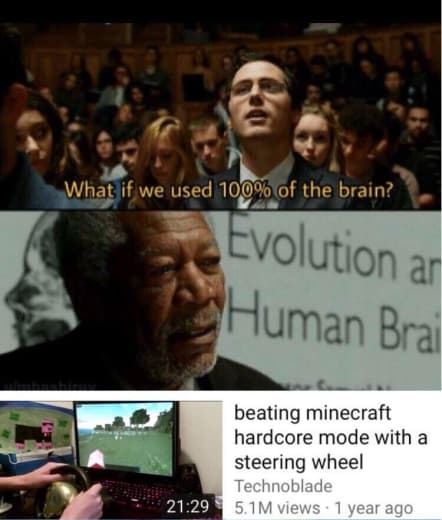 What if we used 100% of the brain?
Evolution an
Human Brai
beating minecraft
hardcore mode with a
steering wheel
Technoblade
21:29
5.1M views · 1 year ago